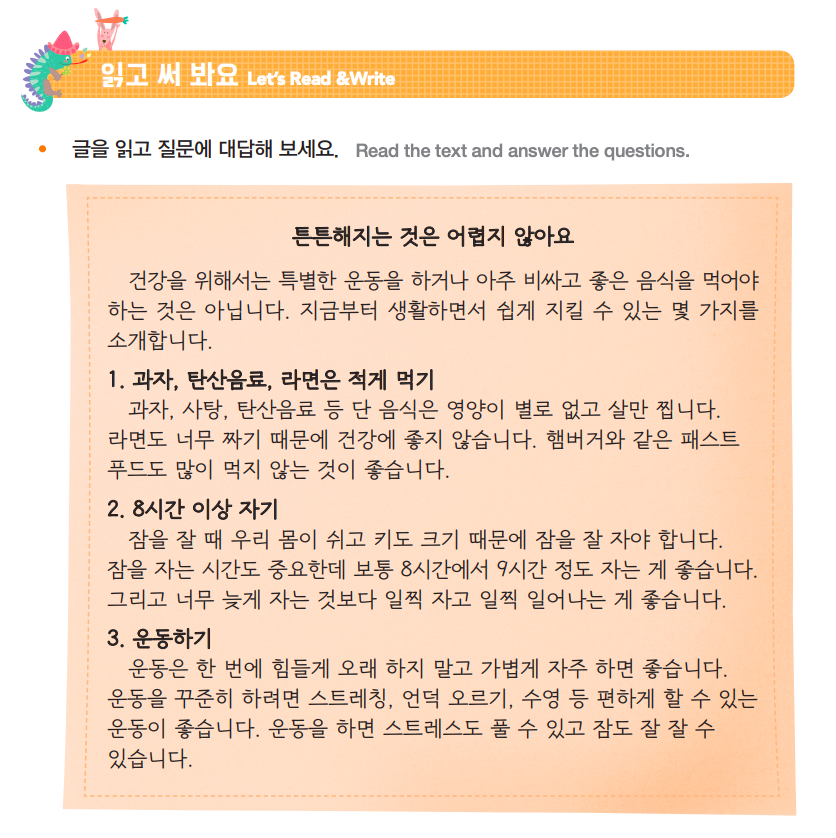 읽고 써 봐요 Let's Read &Write
• 글을 읽고 질문에 대답해 보세요. Read the text and answer the questions.
튼튼해지는 것은 어렵지 않아요
건강을 위해서는 특별한 운동을 하거나 아주 비싸고 좋은 음식을 먹어야
하는 것은 아닙니다. 지금부터 생활하면서 쉽게 지킬 수 있는 몇 가지를
소개합니다.
1. 과자, 탄산음료, 라면은 적게 먹기
과자, 사탕, 탄산음료 등 단 음식은 영양이 별로 없고 살만 찝니다.
라면도 너무 짜기 때문에 건강에 좋지 않습니다. 햄버거와 같은 패스트
푸드도 많이 먹지 않는 것이 좋습니다.
2. 8시간 이상 자기
잠을 잘 때 우리 몸이 쉬고 키도 크기 때문에 잠을 잘 자야 합니다.
잠을 자는 시간도 중요한데 보통 8시간에서 9시간 정도 자는 게 좋습니다.
그리고 너무 늦게 자는 것보다 일찍 자고 일찍 일어나는 게 좋습니다.
3. 운동하기
운동은 한 번에 힘들게 오래 하지 말고 가볍게 자주 하면 좋습니다.
운동을 꾸준히 하려면 스트레칭, 언덕 오르기, 수영 등 편하게 할 수 있는
운동이 좋습니다. 운동을 하면 스트레스도 풀 수 있고 잠도 잘 잘 수
있습니다.